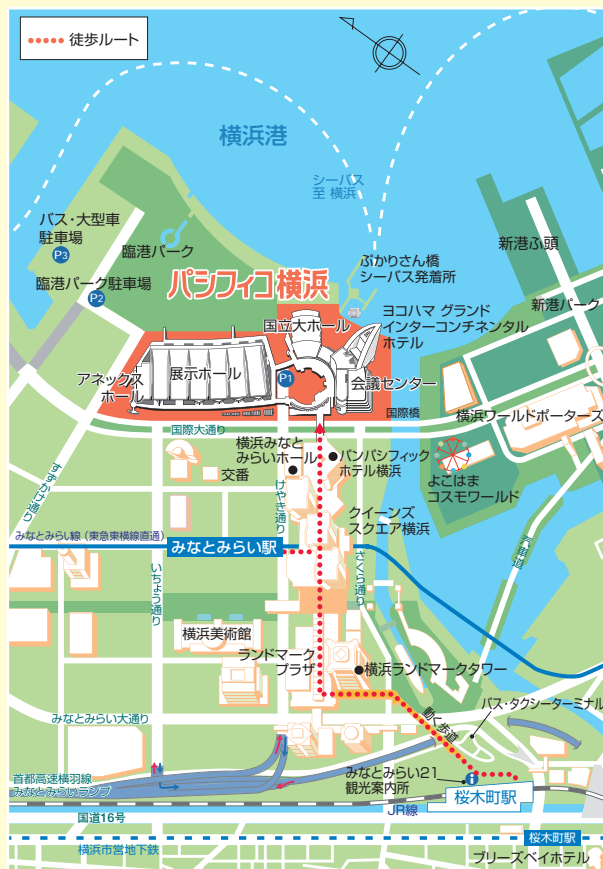 徒歩ルート
横浜港
シーバス
至 横浜
バス・大型車
駐車場
P3
臨港パーク
臨港パーク駐車場
P2
ぷかりさん橋
シーバス発着所
新港ふ頭
新港パーク
パシフィコ横浜
国立大ホール
ヨコハマ グランド
インターコンチネンタル
ホテル
展示ホール
P1
アネックス
ホール
会議センター
国際橋
横浜ワールドポーターズ
国際大通り
横浜みなと
みらいホール
パンパシフィック
ホテル横浜
よこはま
コスモワールド
交番
すずかけ通り
けやき通り
クイーンズ
スクエア横浜
みなとみらい線(東急東横線直通)
みなとみらい駅
さくら通り
汽車道
いちょう通り
横浜美術館
ランドマーク
プラザ
横浜ランドマークタワー
みなとみらい大通り
動く歩道
バス・タクシーターミナル
首都高速横羽線
みなとみらいランプ
みなとみらい21
観光案内所
桜木町駅
JR線
国道16号
桜木町駅
横浜市営地下鉄
ブリーズベイホテル